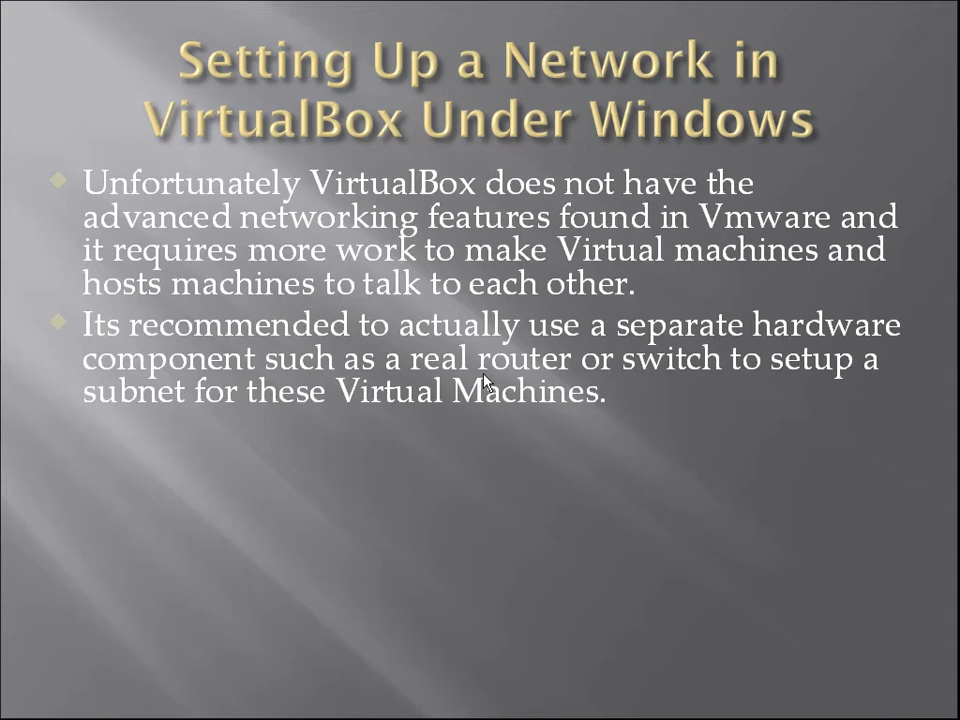 Setting Up a Network in
VirtualBox Under Windows
Unfortunately VirtualBox does not have the
advanced networking features found in Vmware and
it requires more work to make Virtual machines and
hosts machines to talk to each other.
Its recommended to actually use a separate hardware
component such as a real router or switch to setup a
subnet for these Virtual Machines.